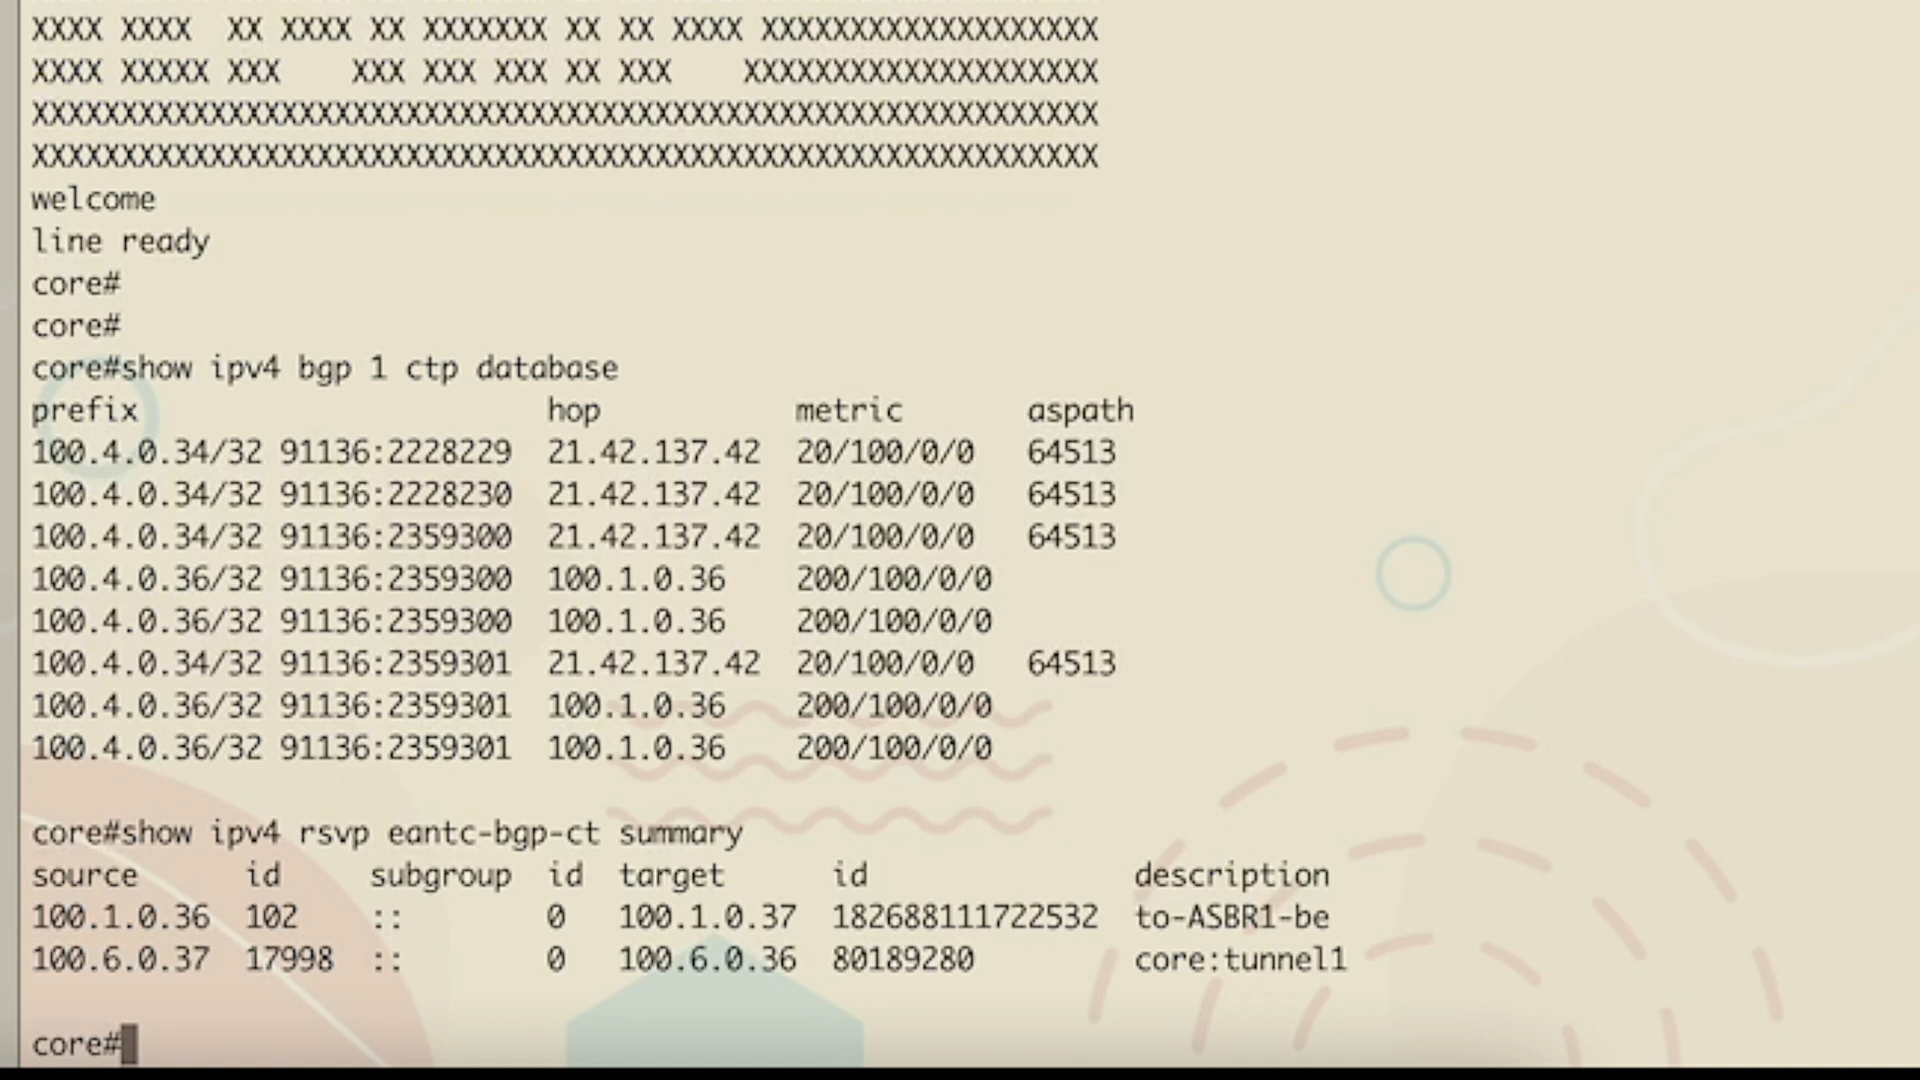 XXXX XXXX  XX XXXX XX XXXXXXX XX XX XXXX XXXXXXXXXXXXXXXXXXX
XXXX XXXXX XXX    XXX XXX XXX XX XXX    XXXXXXXXXXXXXXXXXXXX
XXXXXXXXXXXXXXXXXXXXXXXXXXXXXXXXXXXXXXXXXXXXXXXXXXXXXXXXXXXX
XXXXXXXXXXXXXXXXXXXXXXXXXXXXXXXXXXXXXXXXXXXXXXXXXXXXXXXXXXXX
welcome
line ready
core#
core#
core#show ipv4 bgp 1 ctp database
prefix                       hop           metric       aspath
100.4.0.34/32 91136:2228229  21.42.137.42  20/100/0/0   64513
100.4.0.34/32 91136:2228230  21.42.137.42  20/100/0/0   64513
100.4.0.34/32 91136:2359300  21.42.137.42  20/100/0/0   64513
100.4.0.36/32 91136:2359300  100.1.0.36    200/100/0/0
100.4.0.36/32 91136:2359300  100.1.0.36    200/100/0/0
100.4.0.34/32 91136:2359301  21.42.137.42  20/100/0/0   64513
100.4.0.36/32 91136:2359301  100.1.0.36    200/100/0/0
100.4.0.36/32 91136:2359301  100.1.0.36    200/100/0/0
core#show ipv4 rsvp eantc-bgp-ct summary
source      id     subgroup  id  target      id               description
100.1.0.36  102    ::        0   100.1.0.37  182688111722532  to-ASBR1-be
100.6.0.37  17998  ::        0   100.6.0.36  80189280         core:tunnel1
core#